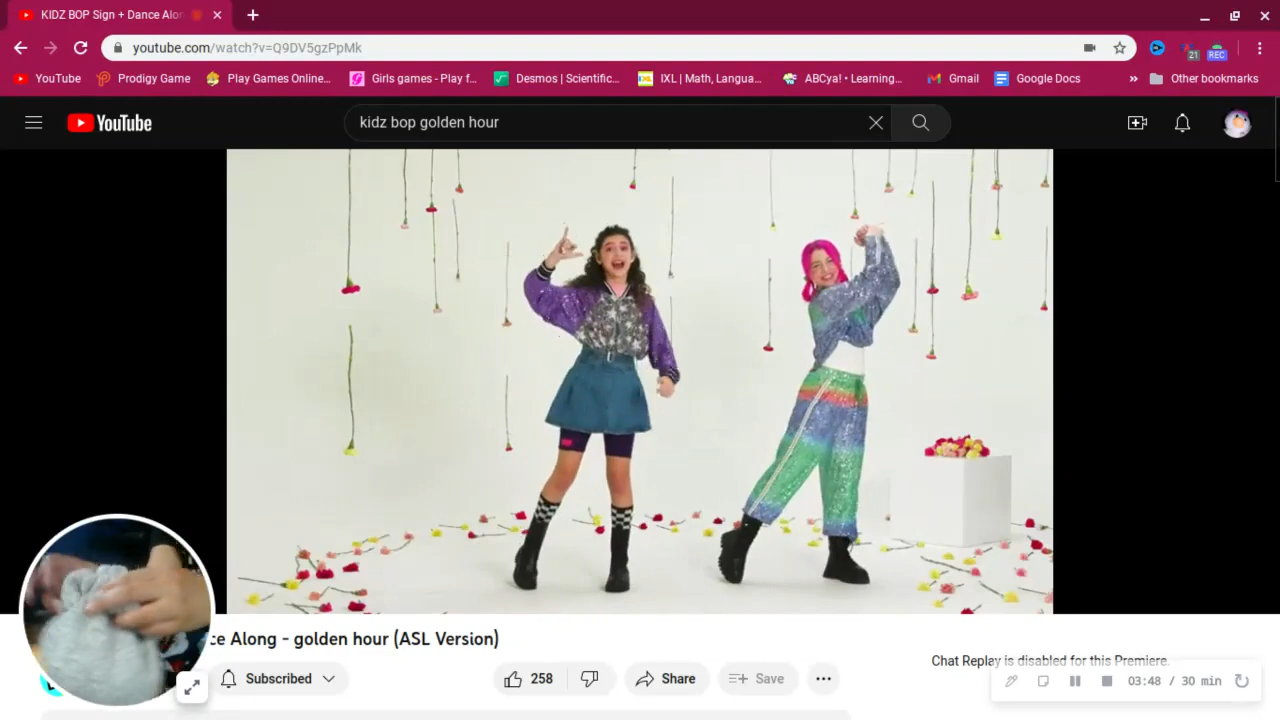 KIDZ BOP Sign + Dance Alon
youtube.com/watch?v=Q9DV5gzPpMk
21
REC
YouTube
Prodigy Game
Play Games Online...
Girls games - Play f...
Desmos | Scientific...
IXL | Math, Langua...
ABCya! • Learning...
Gmail
Google Docs
»
Other bookmarks
YouTube
kidz bop golden hour
ce Along - golden hour (ASL Version)
Subscribed
258
Share
Save
Chat Replay is disabled for this Premiere.
03:48 / 30 min